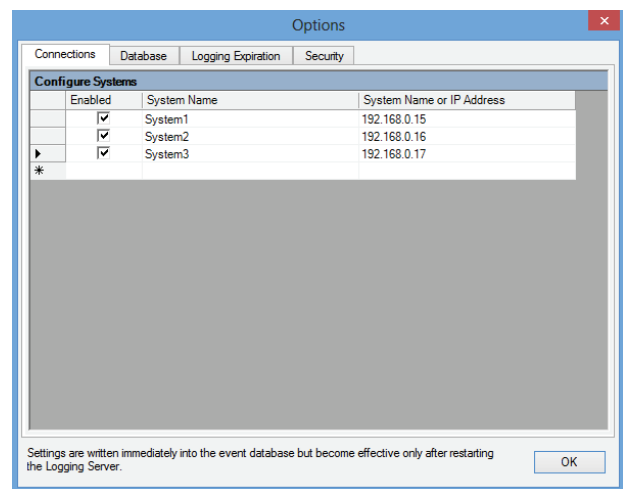 Options
Connections Database Logging Expiration Security
Configure Systems
Enabled System Name System Name or IP Address
System1 192.168.0.15
System2 192.168.0.16
System3 192.168.0.17
Settings are written immediately into the event database but become effective only after restarting
the Logging Server.
OK